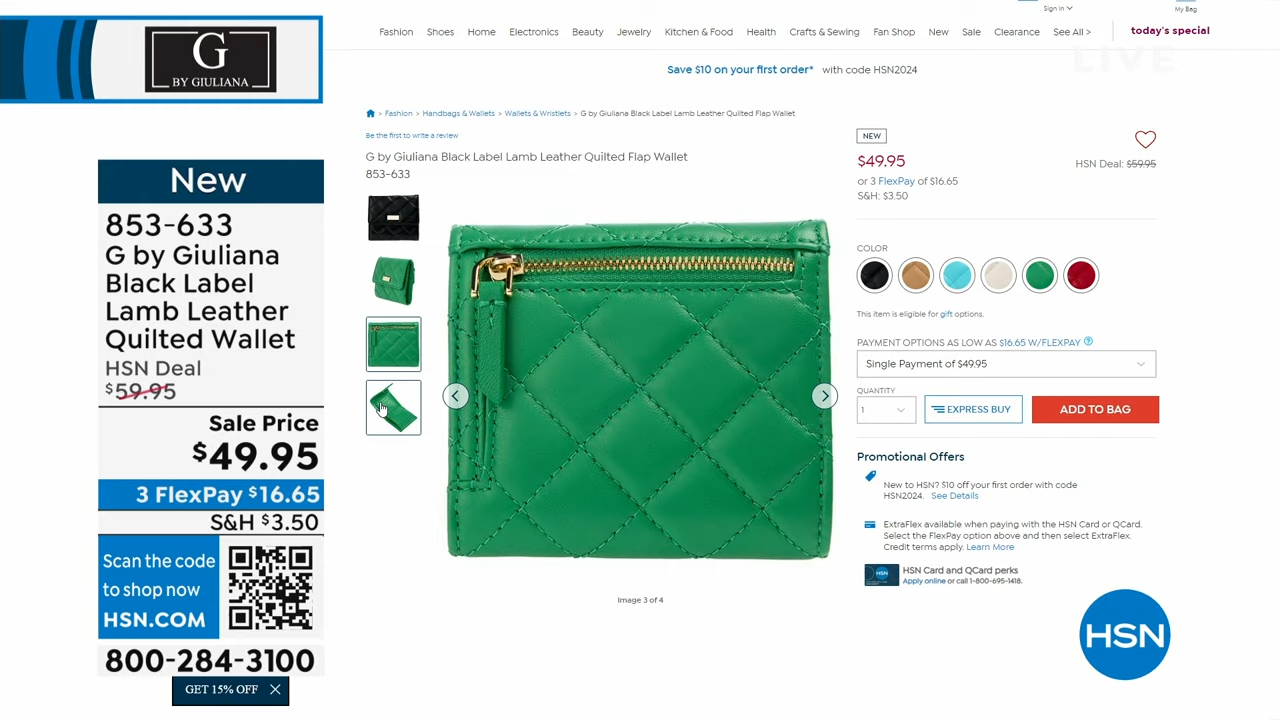 G
BY GIULIANA
New
853-633
G by Giuliana
Black Label
Lamb Leather
Quilted Wallet
HSN Deal
$59.95
Sale Price
$49.95
3 FlexPay $16.65
S&H $3.50
Scan the code
to shop now
HSN.COM
800-284-3100
GET 15% OFF
Sign In
My Bag
Fashion Shoes Home Electronics Beauty Jewelry Kitchen & Food Health Crafts & Sewing Fan Shop New Sale Clearance See All > today's special
LIVE
Save $10 on your first order* with code HSN2024
> Fashion > Handbags & Wallets > Wallets & Wristlets > G by Giuliana Black Label Lamb Leather Quilted Flap Wallet
Be the first to write a review
G by Giuliana Black Label Lamb Leather Quilted Flap Wallet
853-633
Image 3 of 4
NEW
$49.95
HSN Deal: $59.95
or 3 FlexPay of $16.65
S&H: $3.50
COLOR
This item is eligible for gift options.
PAYMENT OPTIONS AS LOW AS $16.65 W/FLEXPAY ?
Single Payment of $49.95
QUANTITY
1
EXPRESS BUY
ADD TO BAG
Promotional Offers
New to HSN? $10 off your first order with code
HSN2024. See Details
ExtraFlex available when paying with the HSN Card or QCard.
Select the FlexPay option above and then select ExtraFlex.
Credit terms apply. Learn More
HSN
HSN Card and QCard perks
Apply online or call 1-800-695-1418.
HSN